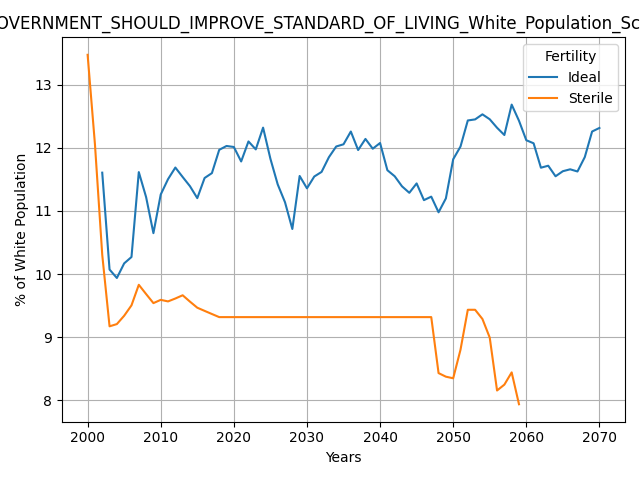 OVERNMENT_SHOULD_IMPROVE_STANDARD_OF_LIVING_White_Population_Sc
Fertility
Ideal
Sterile
% of White Population
13
12
11
10
9
8
2000 2010 2020 2030 2040 2050 2060 2070
Years